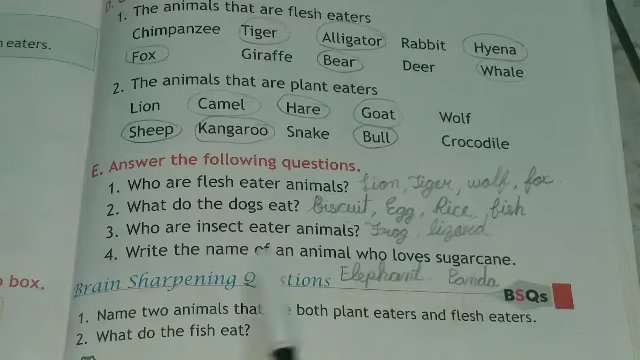 D.
1. The animals that are flesh eaters
Chimpanzee Tiger Alligator Rabbit Hyena
n eaters.
Fox Giraffe Bear Deer Whale
2. The animals that are plant eaters
Lion Camel Hare Goat Wolf
Sheep Kangaroo Snake Bull Crocodile
E. Answer the following questions.
1. Who are flesh eater animals? Lion, Tiger, wolf, fox.
2. What do the dogs eat? Biscuit, Egg, Rice, fish
3. Who are insect eater animals? Frog, lizard
4. Write the name of an animal who loves sugarcane.
o box.
Elephant Panda
Brain Sharpening Q stions BSQs
1. Name two animals that both plant eaters and flesh eaters.
2. What do the fish eat?